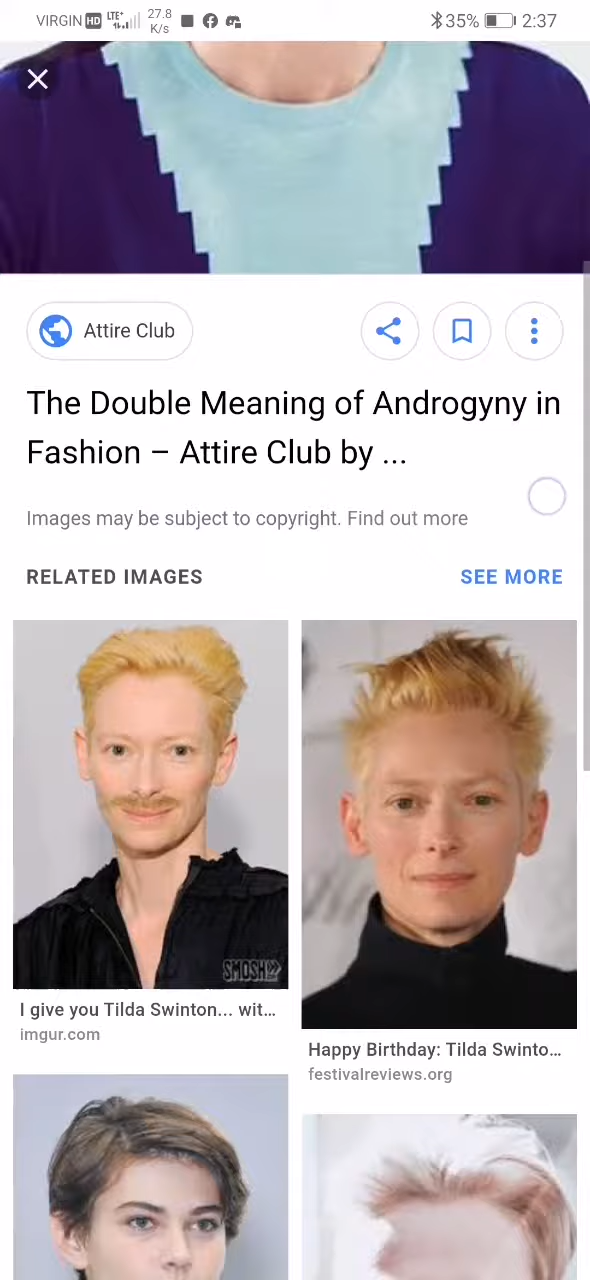 VIRGIN HD LTE+ 27.8 K/s 35% 2:37
Attire Club
The Double Meaning of Androgyny in
Fashion – Attire Club by ...
Images may be subject to copyright. Find out more
RELATED IMAGES SEE MORE
SMOSH
I give you Tilda Swinton... wit...
imgur.com
Happy Birthday: Tilda Swinto...
festivalreviews.org